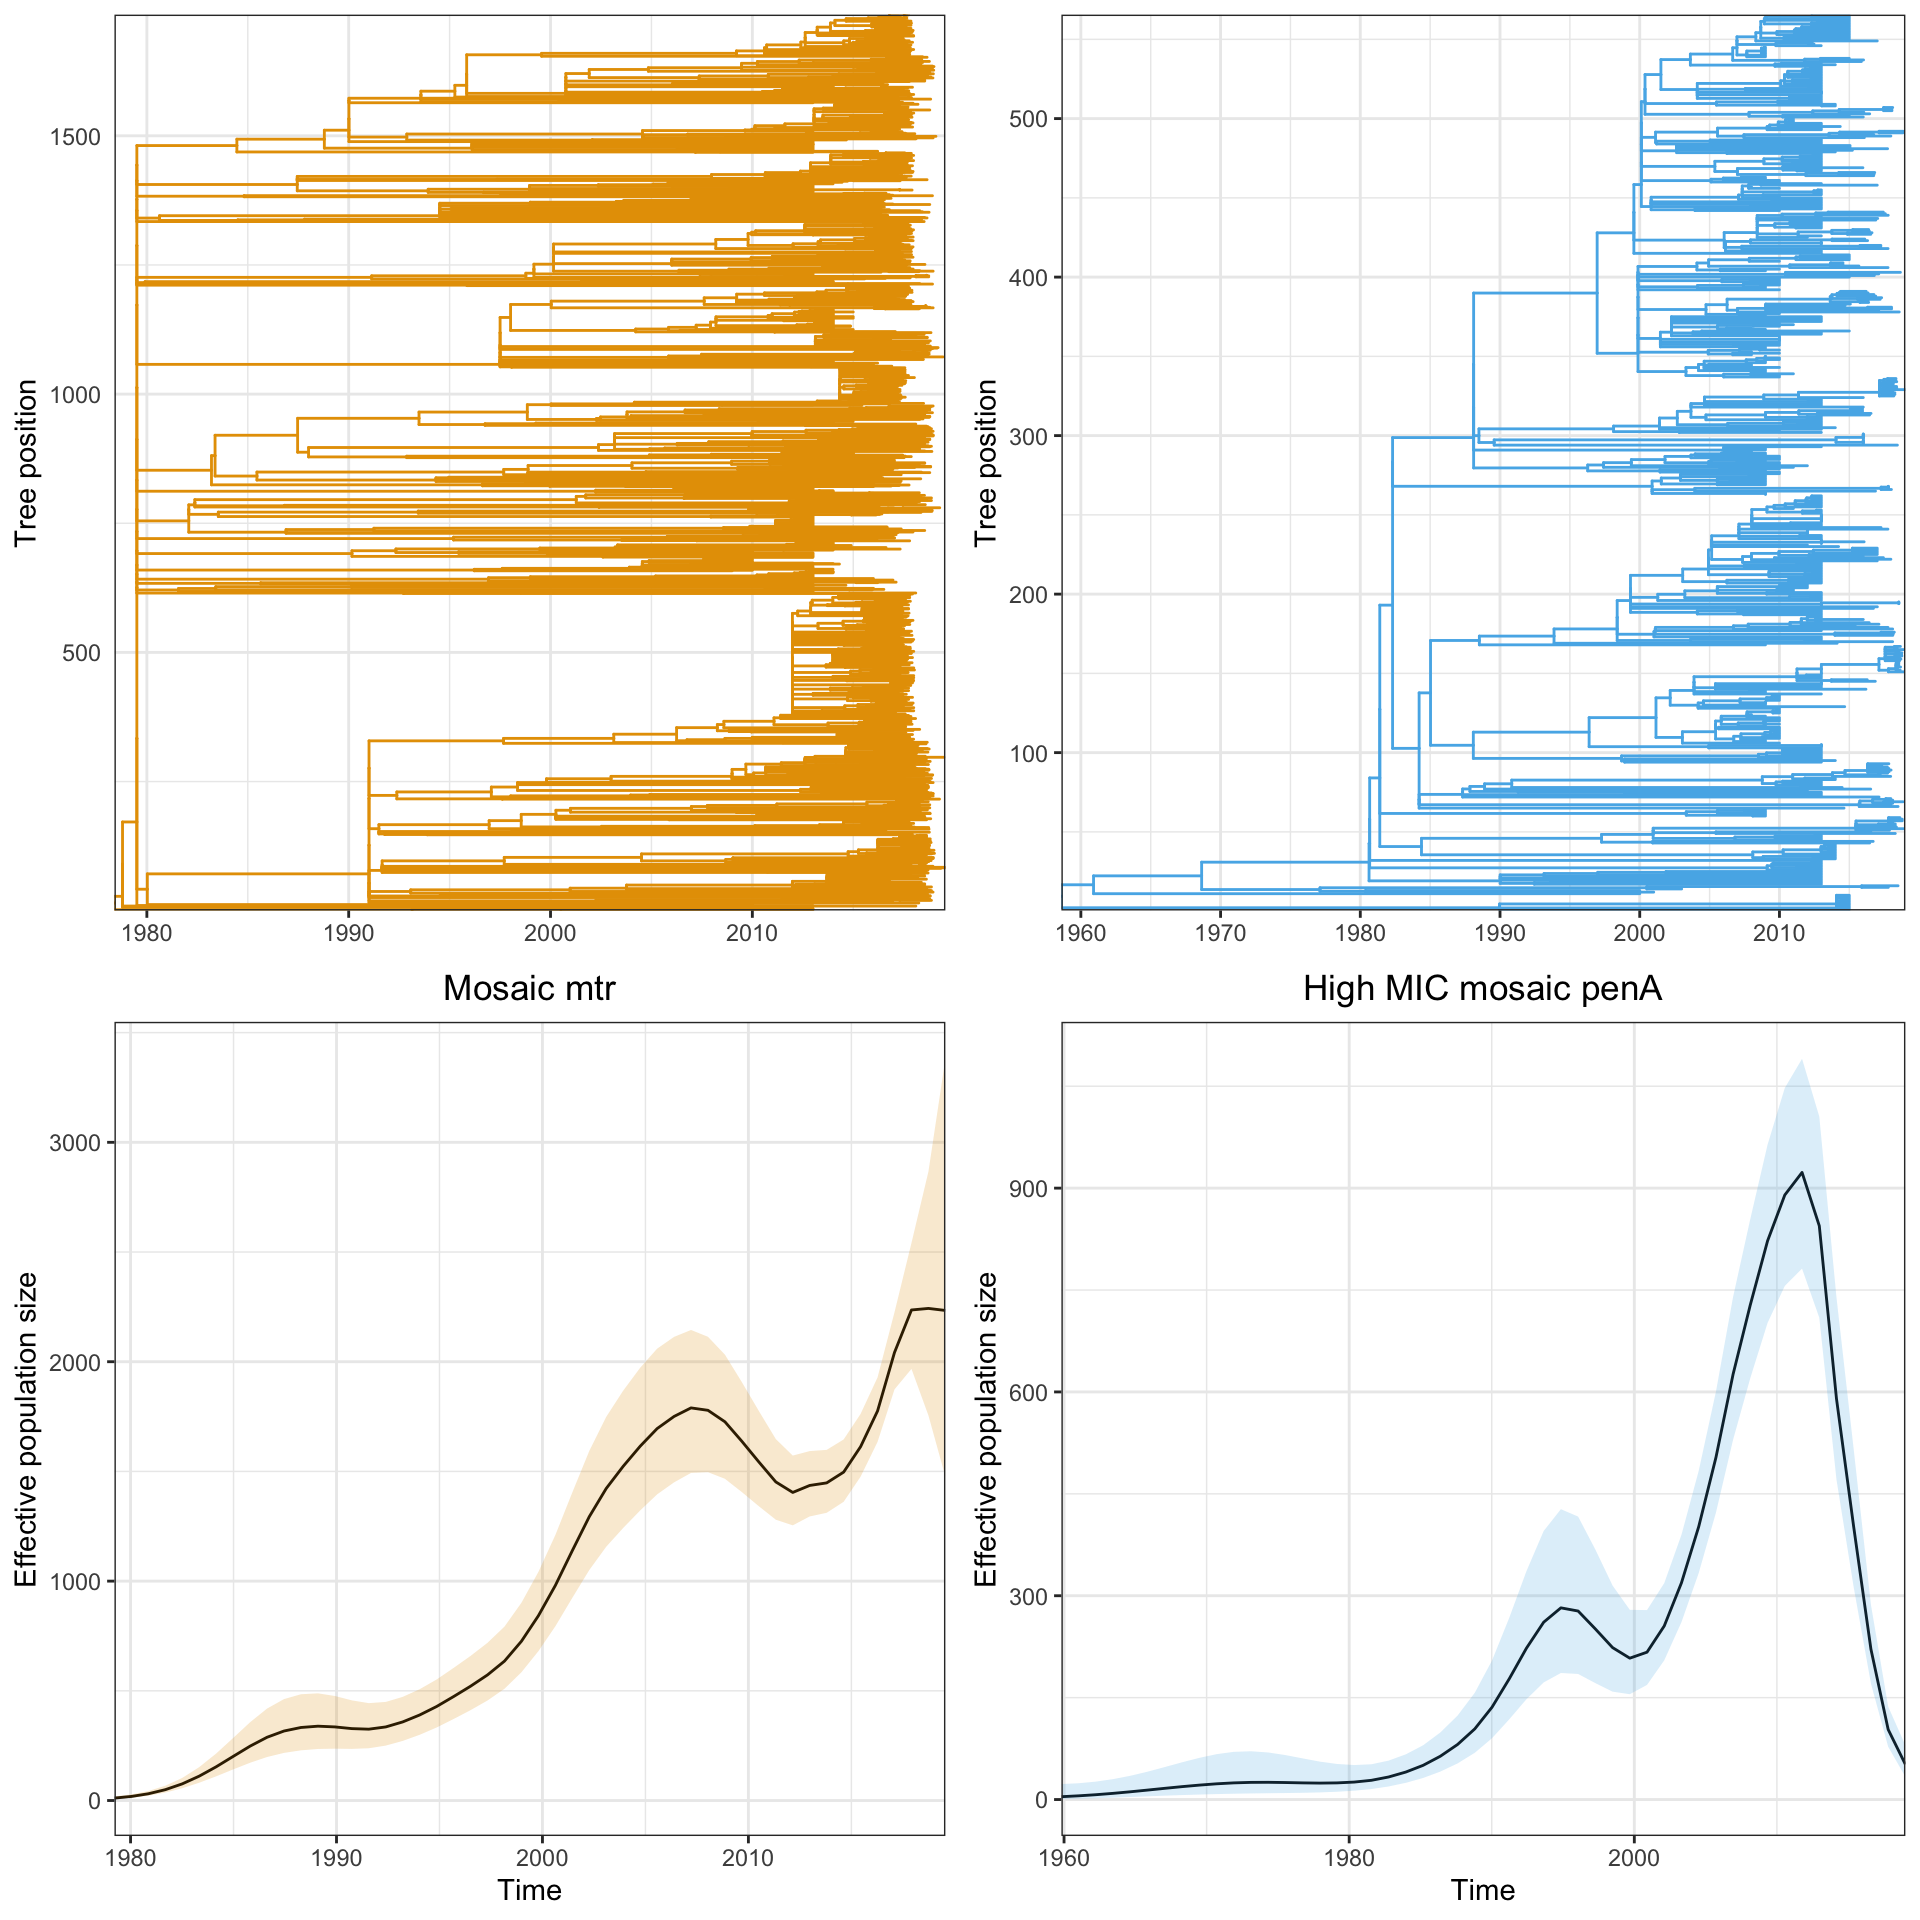 1500
1000
500
Tree position
1980 1990 2000 2010
500
400
300
200
100
Tree position
1960 1970 1980 1990 2000 2010
Mosaic mtr
High MIC mosaic penA
3000
2000
1000
0
Effective population size
1980 1990 2000 2010
Time
900
600
300
0
Effective population size
1960 1980 2000
Time